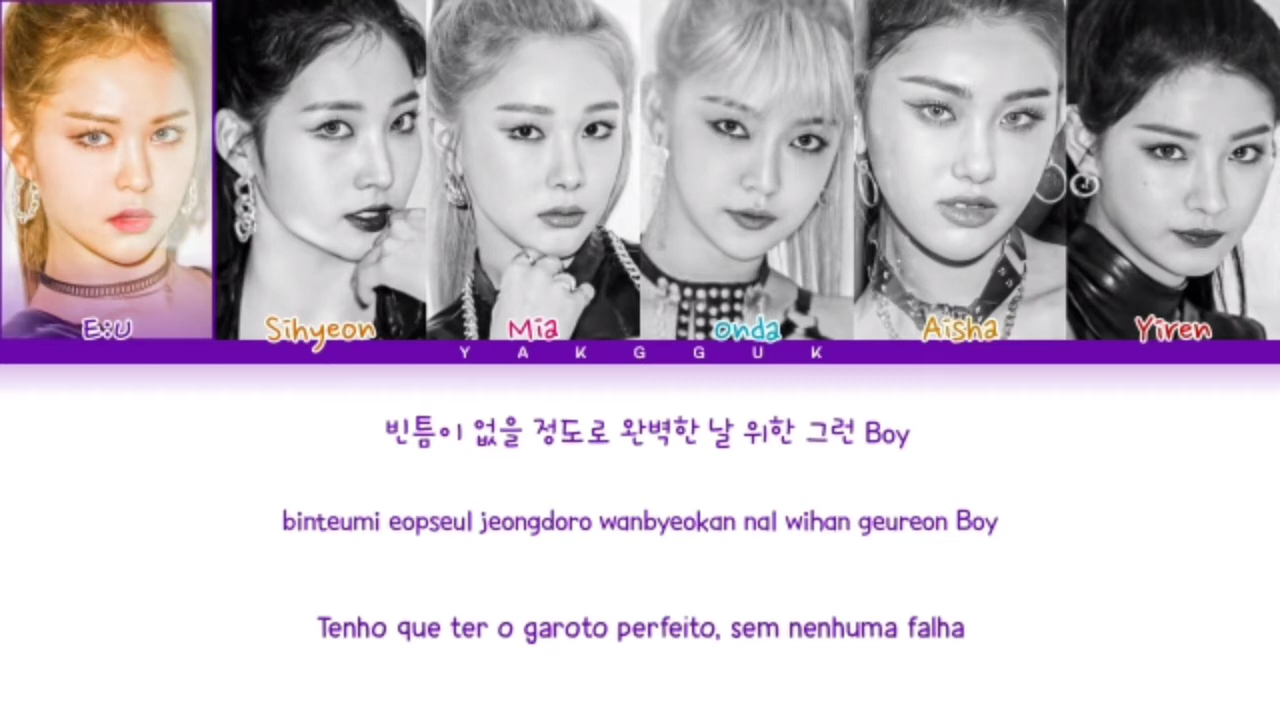 E:U Sihyeon Mia Onda Aisha Yiren
YAKGGUK
빈틈이 없을 정도로 완벽한 날 위한 그런 Boy
binteumi eopseul jeongdoro wanbyeokan nal wihan geureon Boy
Tenho que ter o garoto perfeito, sem nenhuma falha